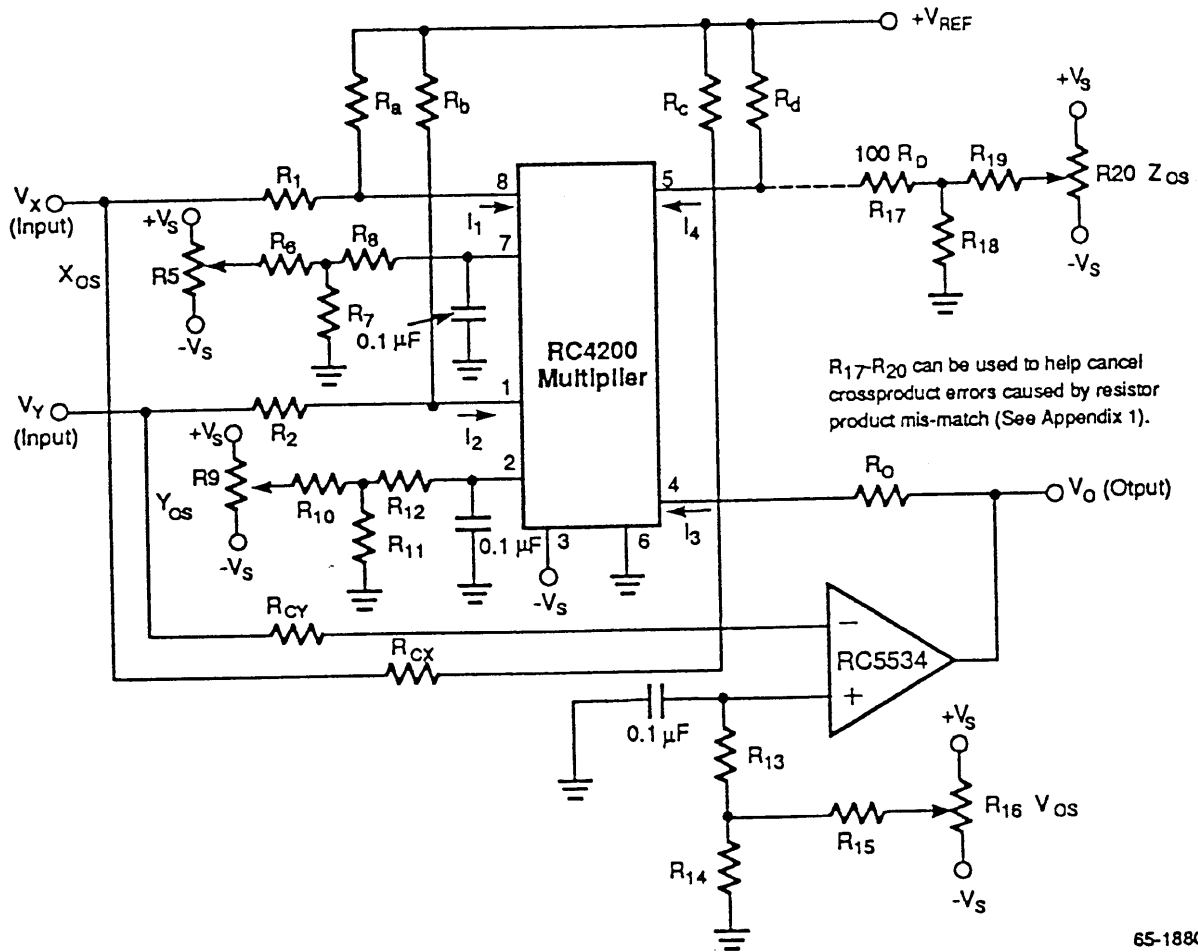 +VREF
Ra
Rb
Rc
Rd
+VS
100 RD
R19
R20 ZOS
R17
R18
-VS
VX
(Input)
R1
8
I1
5
I4
+VS
XOS
R5
R6
R8
7
R7
0.1 µF
-VS
RC4200
Multiplier
R17-R20 can be used to help cancel
crossproduct errors caused by resistor
product mis-match (See Appendix 1).
VY
(Input)
R2
1
I2
+VS
R9
YOS
R10
R12
2
R11
0.1 µF
-VS
3
-VS
6
4
I3
RO
VO (Otput)
RCY
RCX
−
RC5534
+
0.1 µF
R13
+VS
R16 VOS
R15
R14
-VS
65-1880